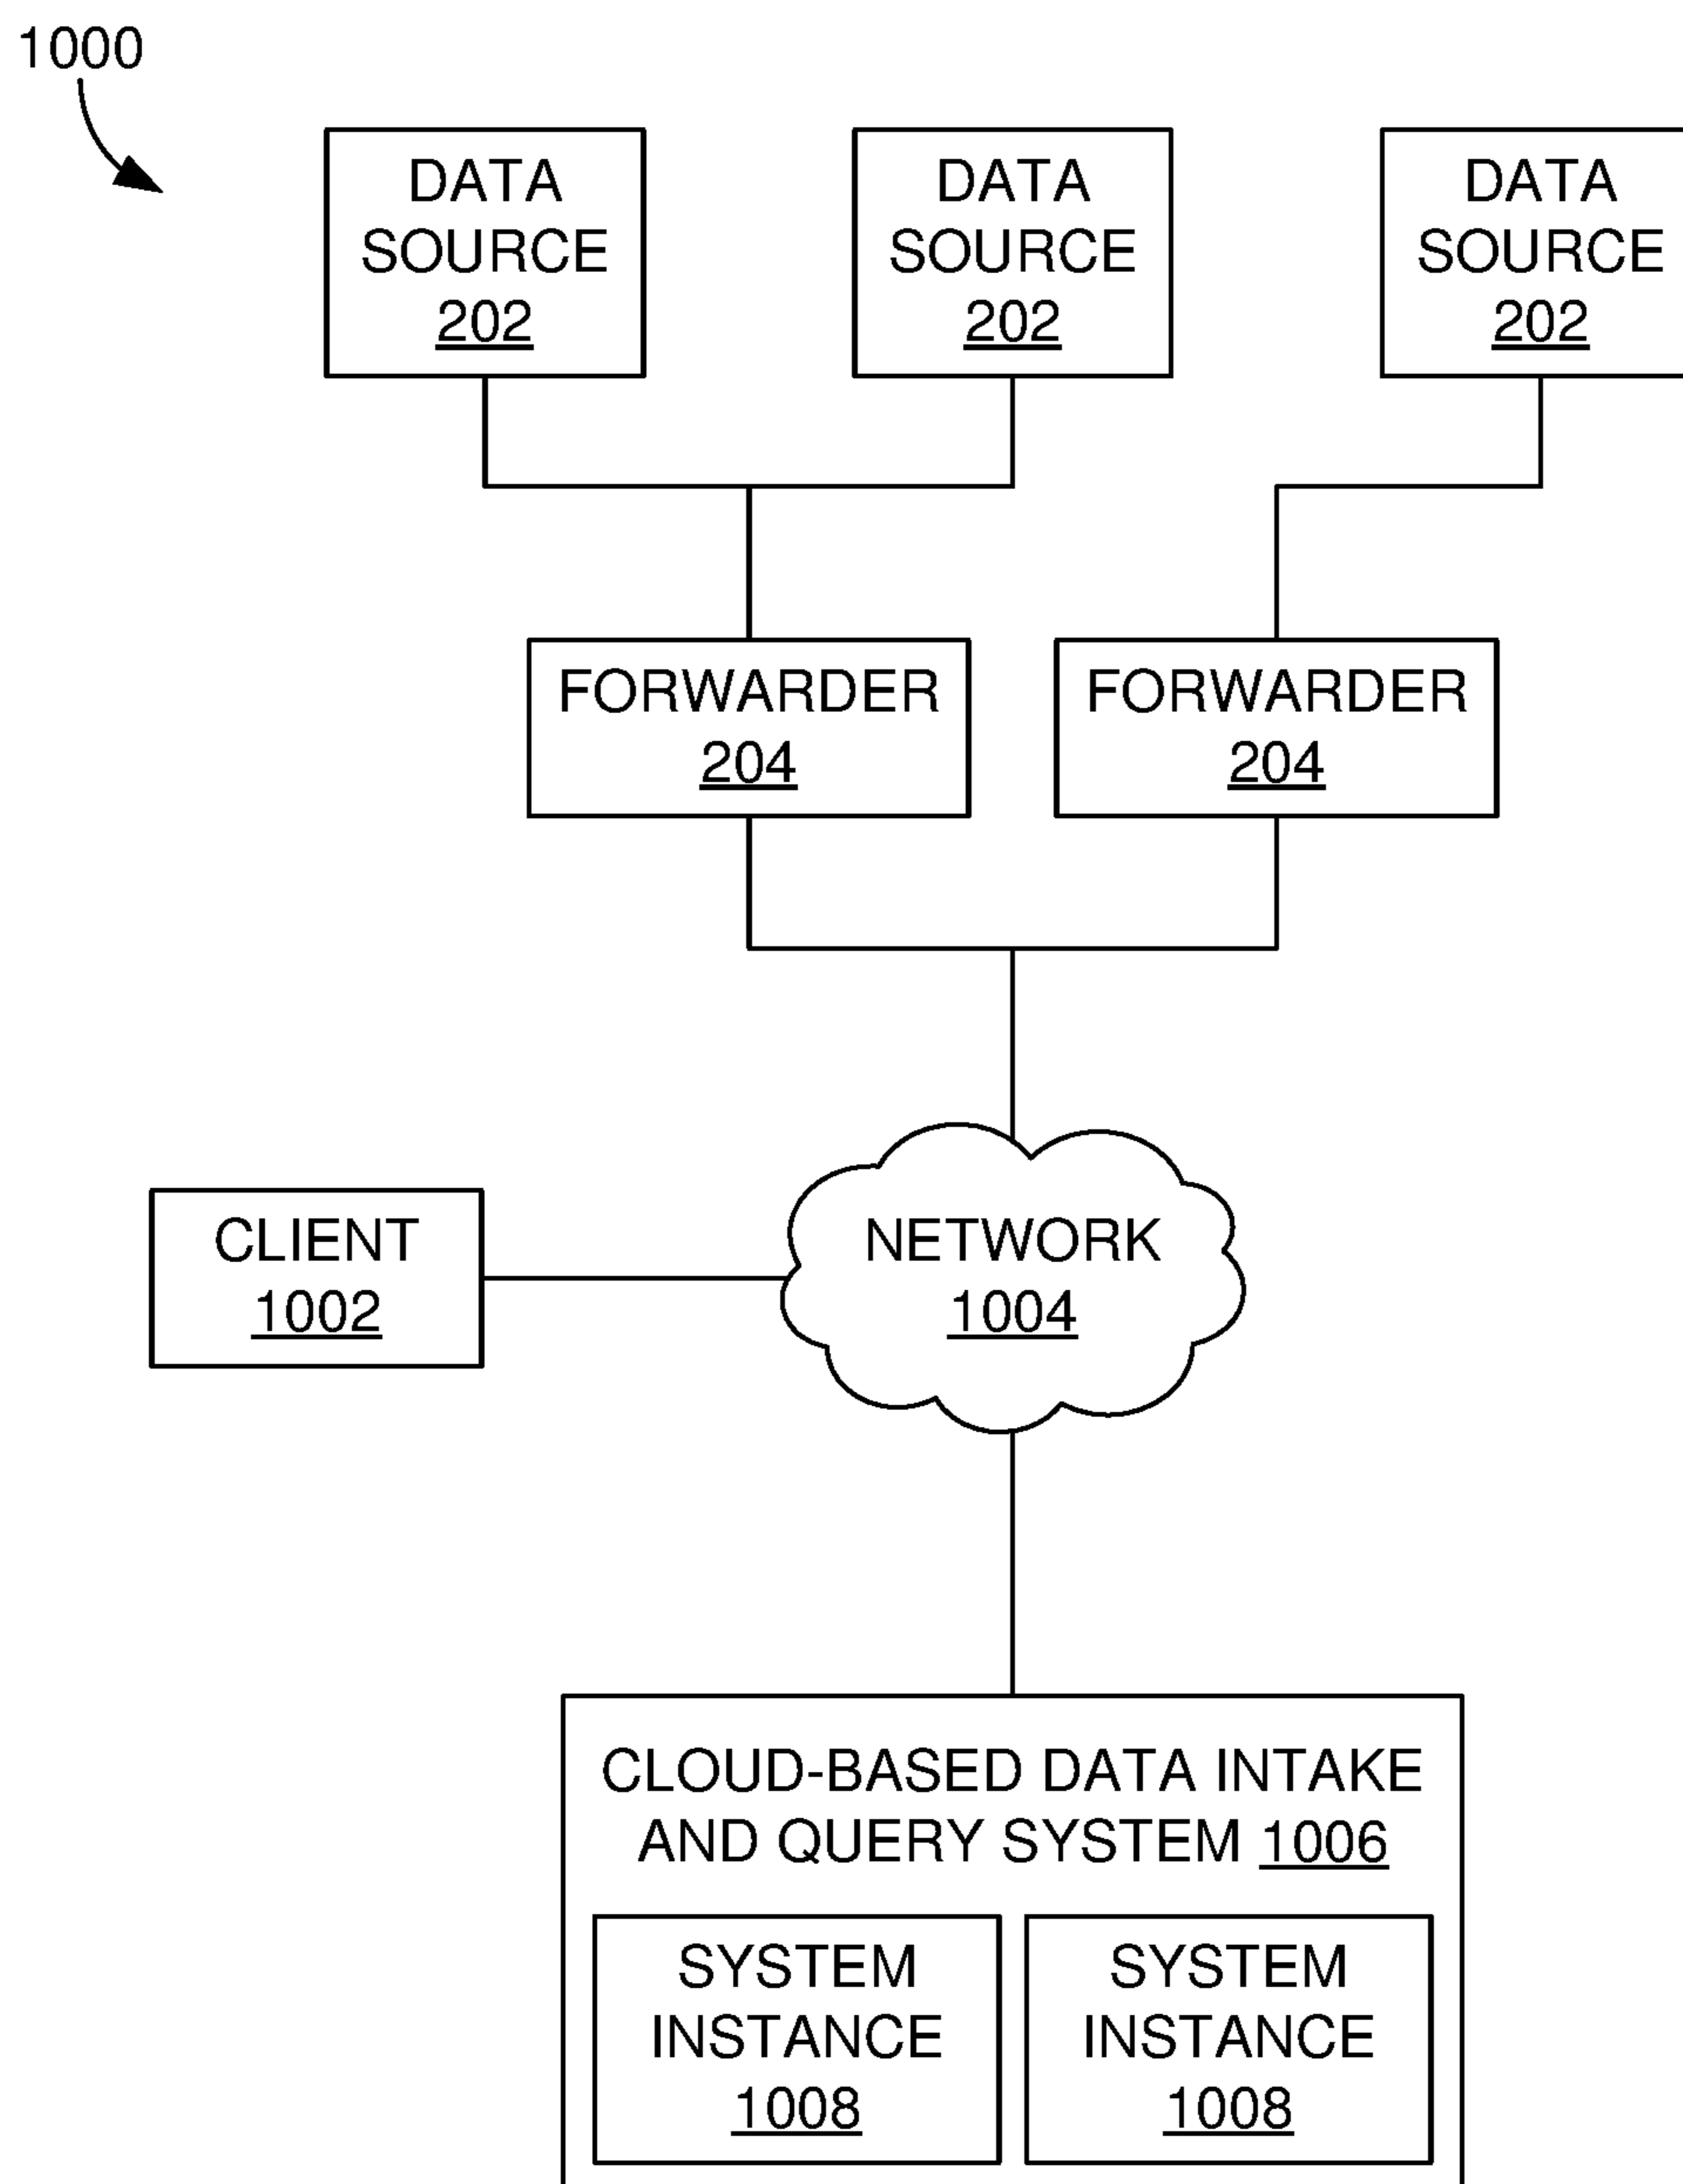 1000
DATA
SOURCE
202
DATA
SOURCE
202
DATA
SOURCE
202
FORWARDER
204
FORWARDER
204
CLIENT
1002
NETWORK
1004
CLOUD-BASED DATA INTAKE
AND QUERY SYSTEM 1006
SYSTEM
INSTANCE
1008
SYSTEM
INSTANCE
1008